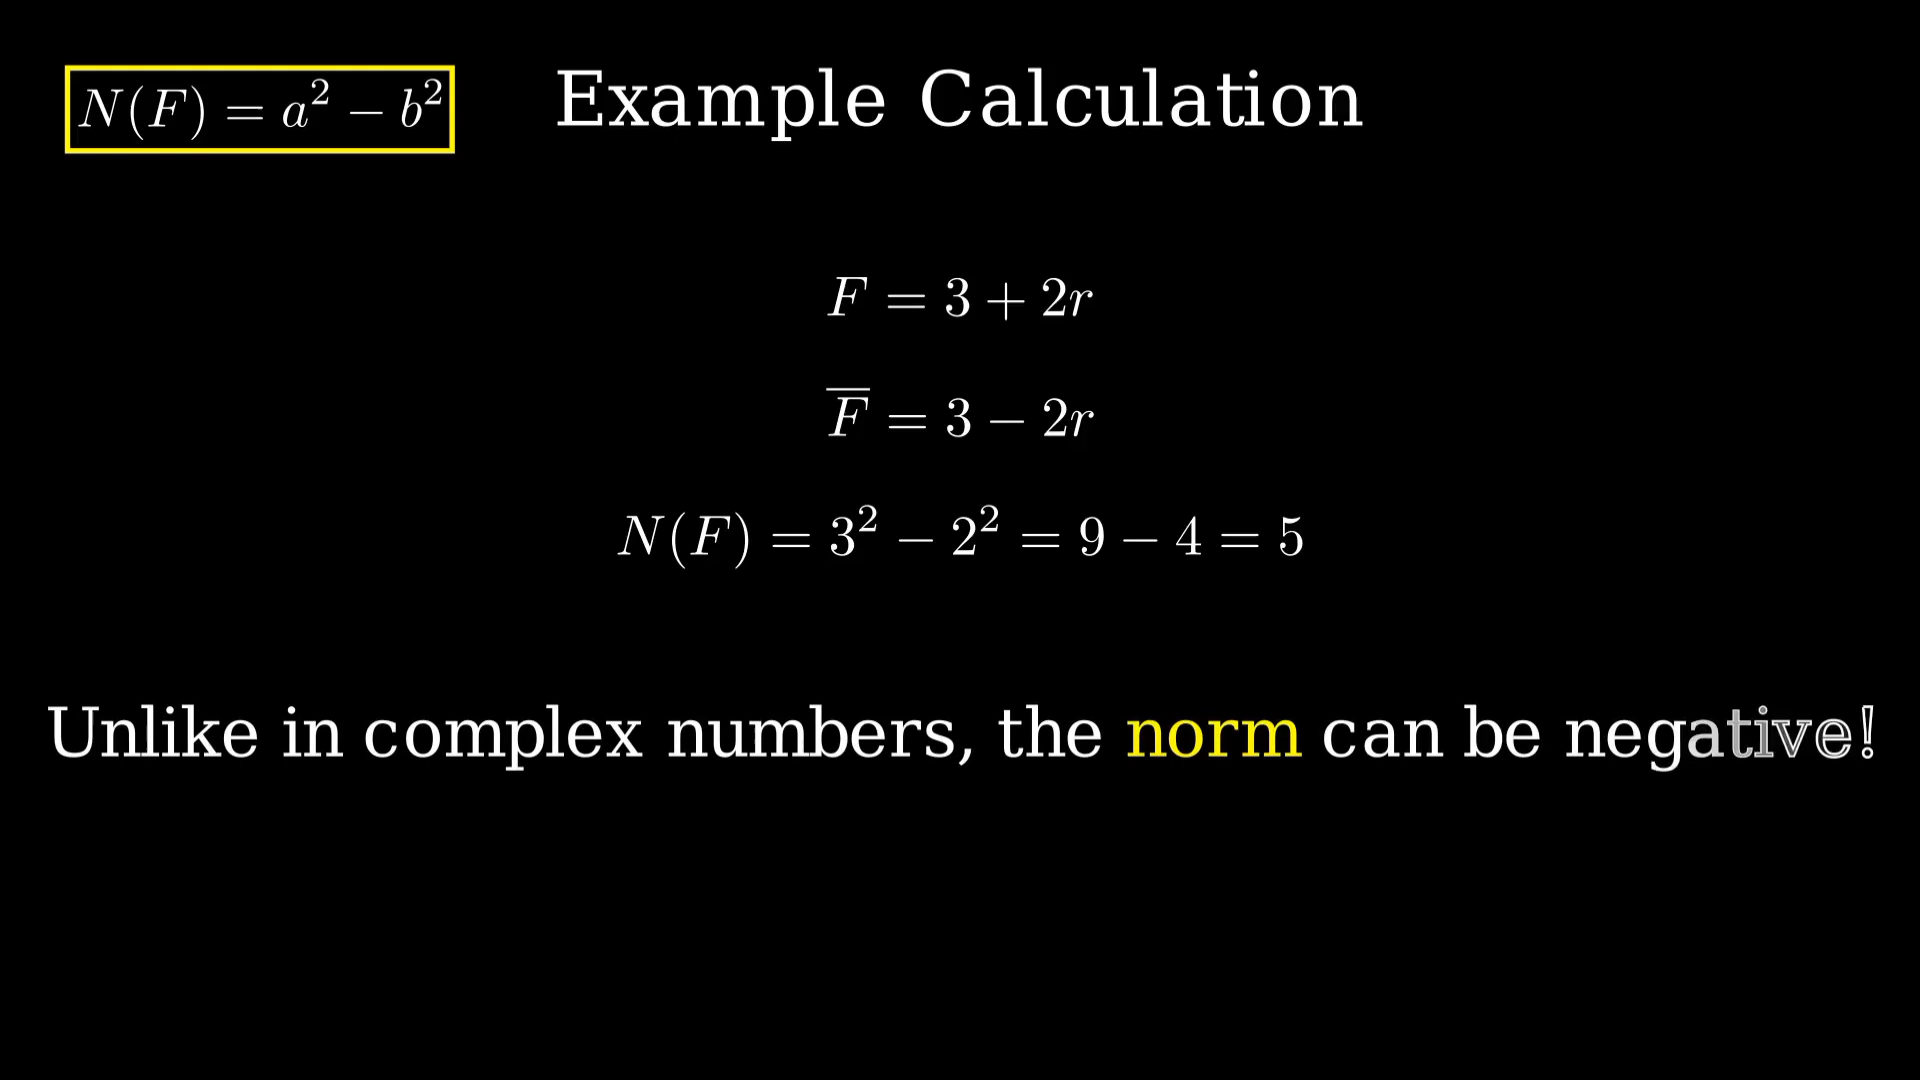 N(F) = a² − b²
Example Calculation
F = 3 + 2r
F̅ = 3 − 2r
N(F) = 3² − 2² = 9 − 4 = 5
Unlike in complex numbers, the norm can be negative!